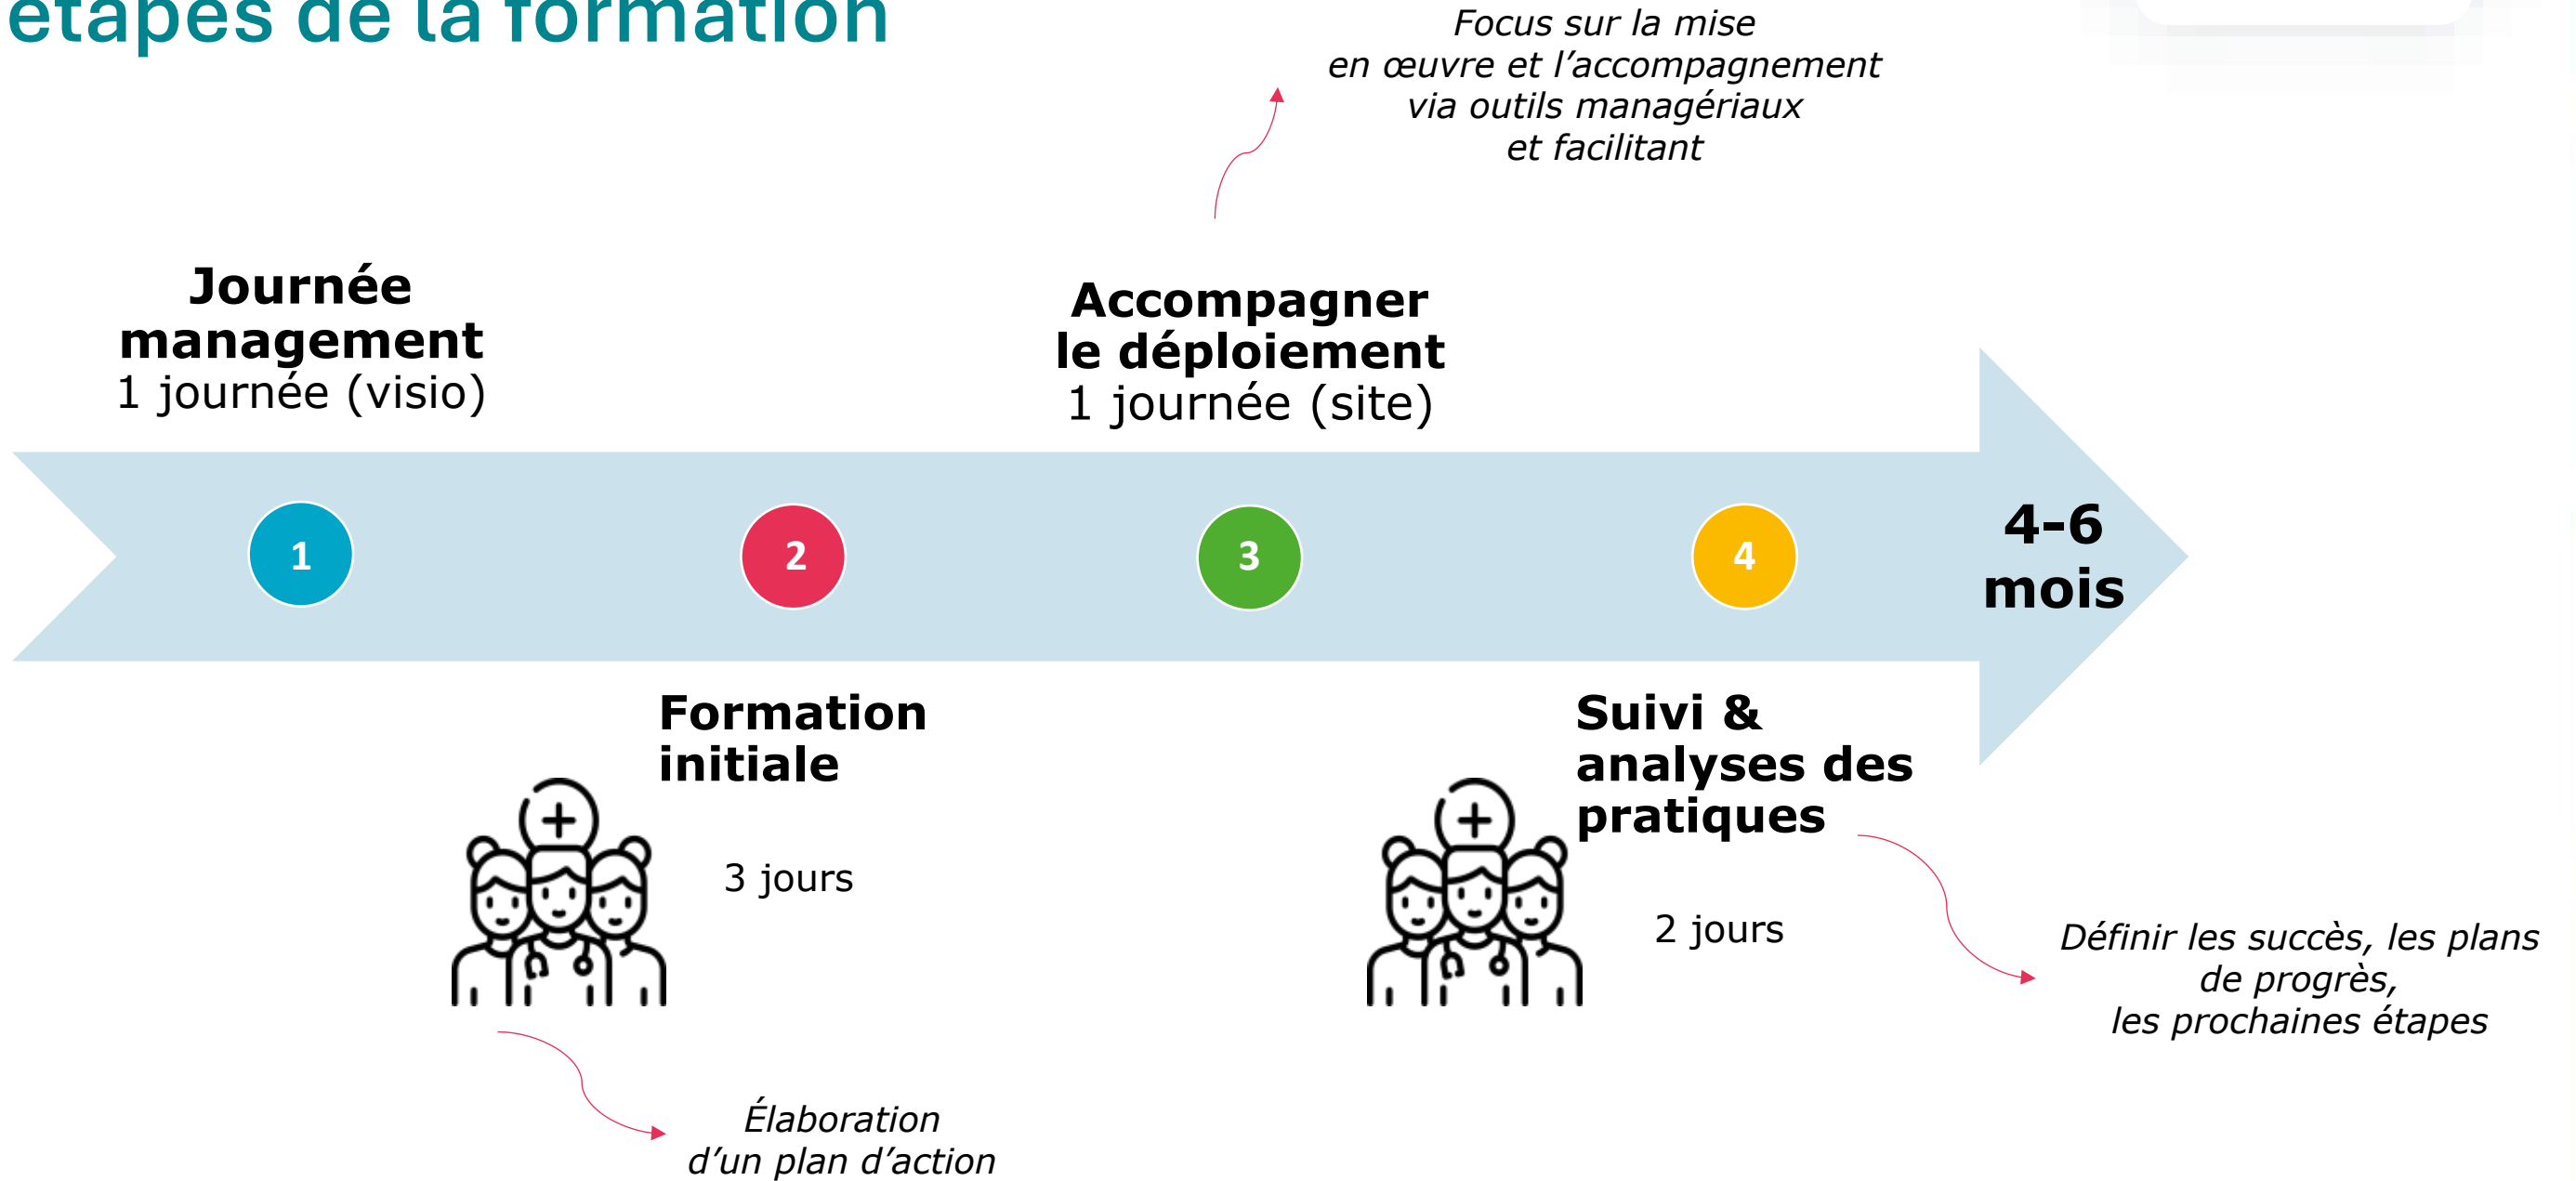 étapes de la formation
Focus sur la mise
en œuvre et l’accompagnement
via outils managériaux
et facilitant
Journée
management
1 journée (visio)
Accompagner
le déploiement
1 journée (site)
1
2
3
4
4-6
mois
Formation
initiale
3 jours
Suivi &
analyses des
pratiques
2 jours
Définir les succès, les plans
de progrès,
les prochaines étapes
Élaboration
d’un plan d’action